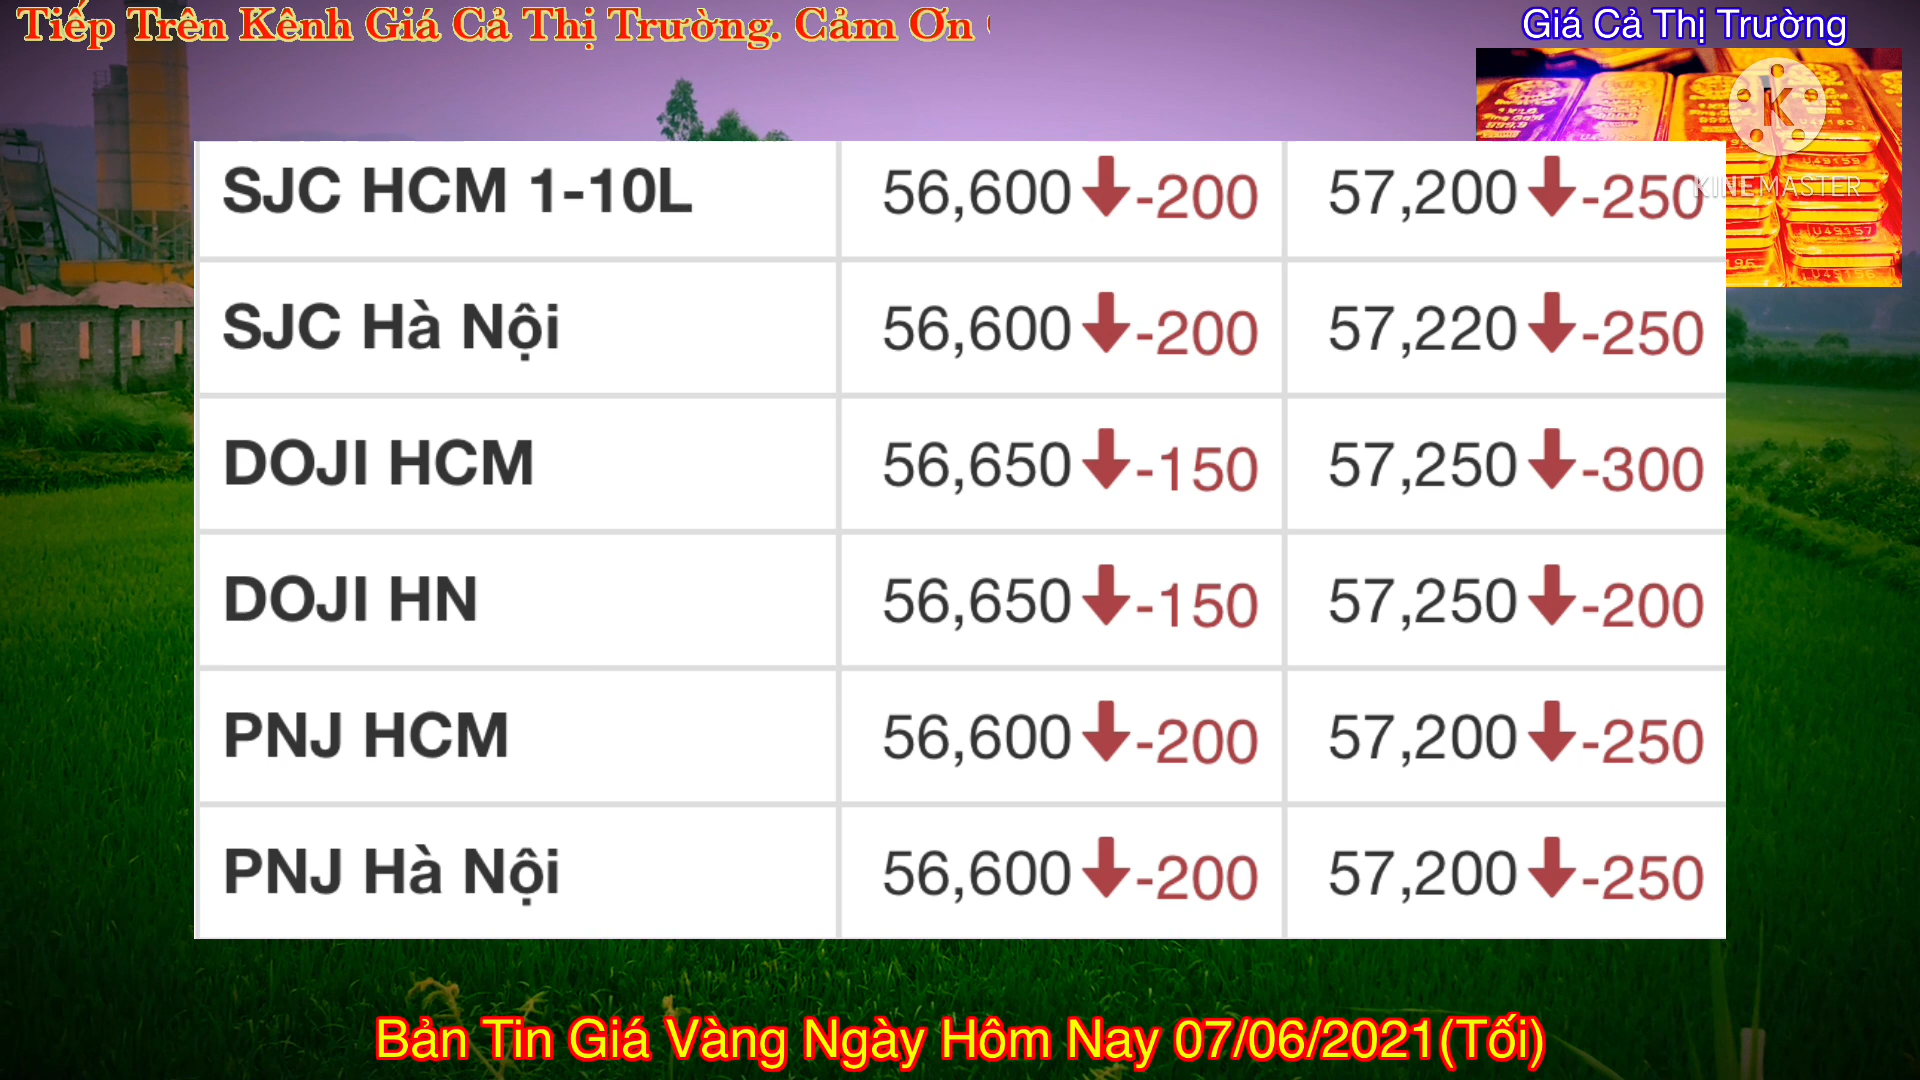 Tiếp Trên Kênh Giá Cả Thị Trường. Cảm Ơn
Giá Cả Thị Trường
KINEMASTER
SJC HCM 1-10L 56,600 -200 57,200 -250
SJC Hà Nội 56,600 -200 57,220 -250
DOJI HCM 56,650 -150 57,250 -300
DOJI HN 56,650 -150 57,250 -200
PNJ HCM 56,600 -200 57,200 -250
PNJ Hà Nội 56,600 -200 57,200 -250
Bản Tin Giá Vàng Ngày Hôm Nay 07/06/2021(Tối)